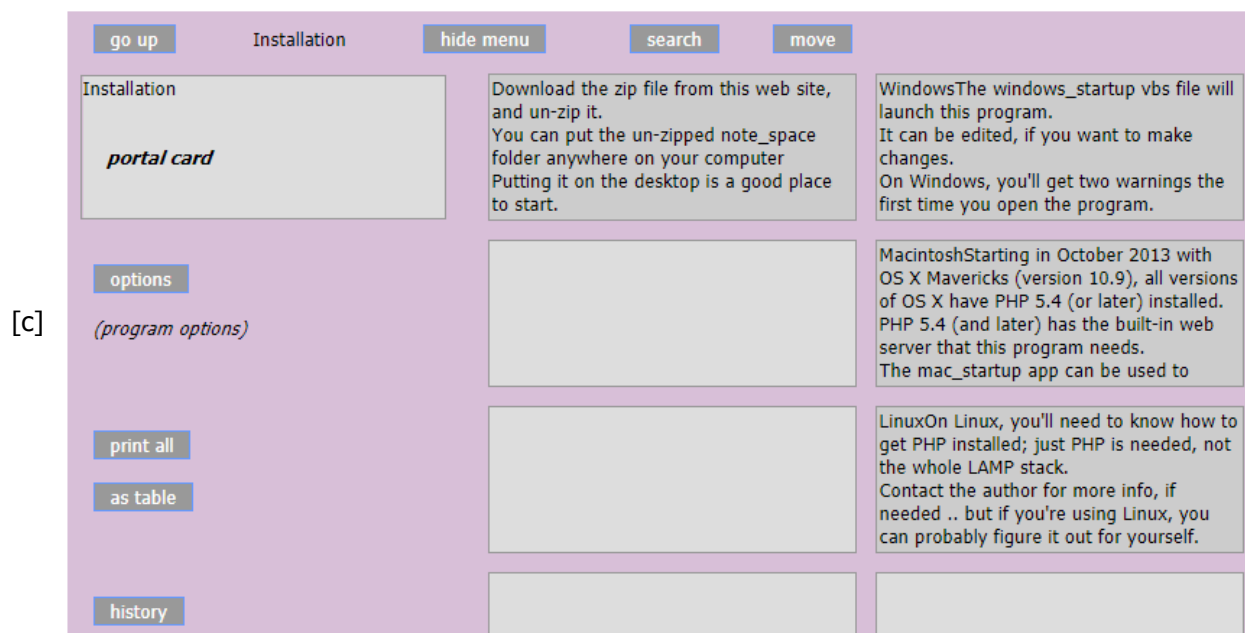 go up Installation hide menu search move
Installation
portal card
Download the zip file from this web site,
and un-zip it.
You can put the un-zipped note_space
folder anywhere on your computer
Putting it on the desktop is a good place
to start.
WindowsThe windows_startup vbs file will
launch this program.
It can be edited, if you want to make
changes.
On Windows, you'll get two warnings the
first time you open the program.
[c]
options
(program options)
MacintoshStarting in October 2013 with
OS X Mavericks (version 10.9), all versions
of OS X have PHP 5.4 (or later) installed.
PHP 5.4 (and later) has the built-in web
server that this program needs.
The mac_startup app can be used to
print all
as table
LinuxOn Linux, you'll need to know how to
get PHP installed; just PHP is needed, not
the whole LAMP stack.
Contact the author for more info, if
needed .. but if you're using Linux, you
can probably figure it out for yourself.
history